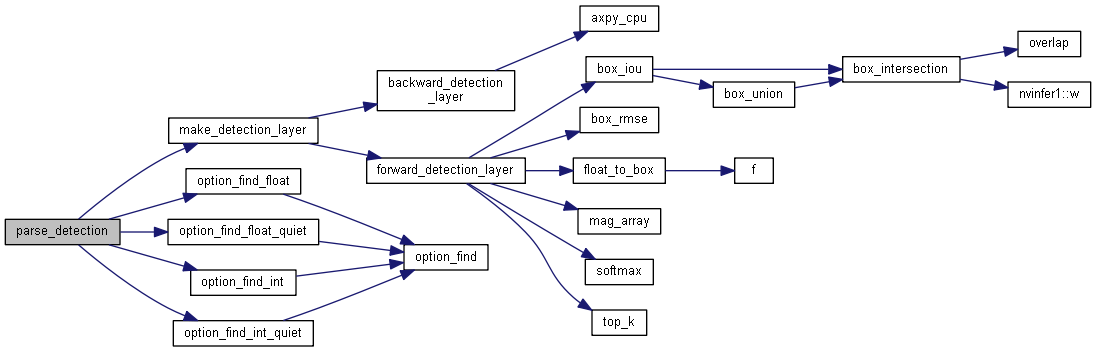 parse_detection
make_detection_layer
option_find_float
option_find_float_quiet
option_find_int
option_find_int_quiet
backward_detection
_layer
forward_detection_layer
option_find
axpy_cpu
box_iou
box_rmse
float_to_box
mag_array
softmax
top_k
box_union
f
box_intersection
overlap
nvinfer1::w